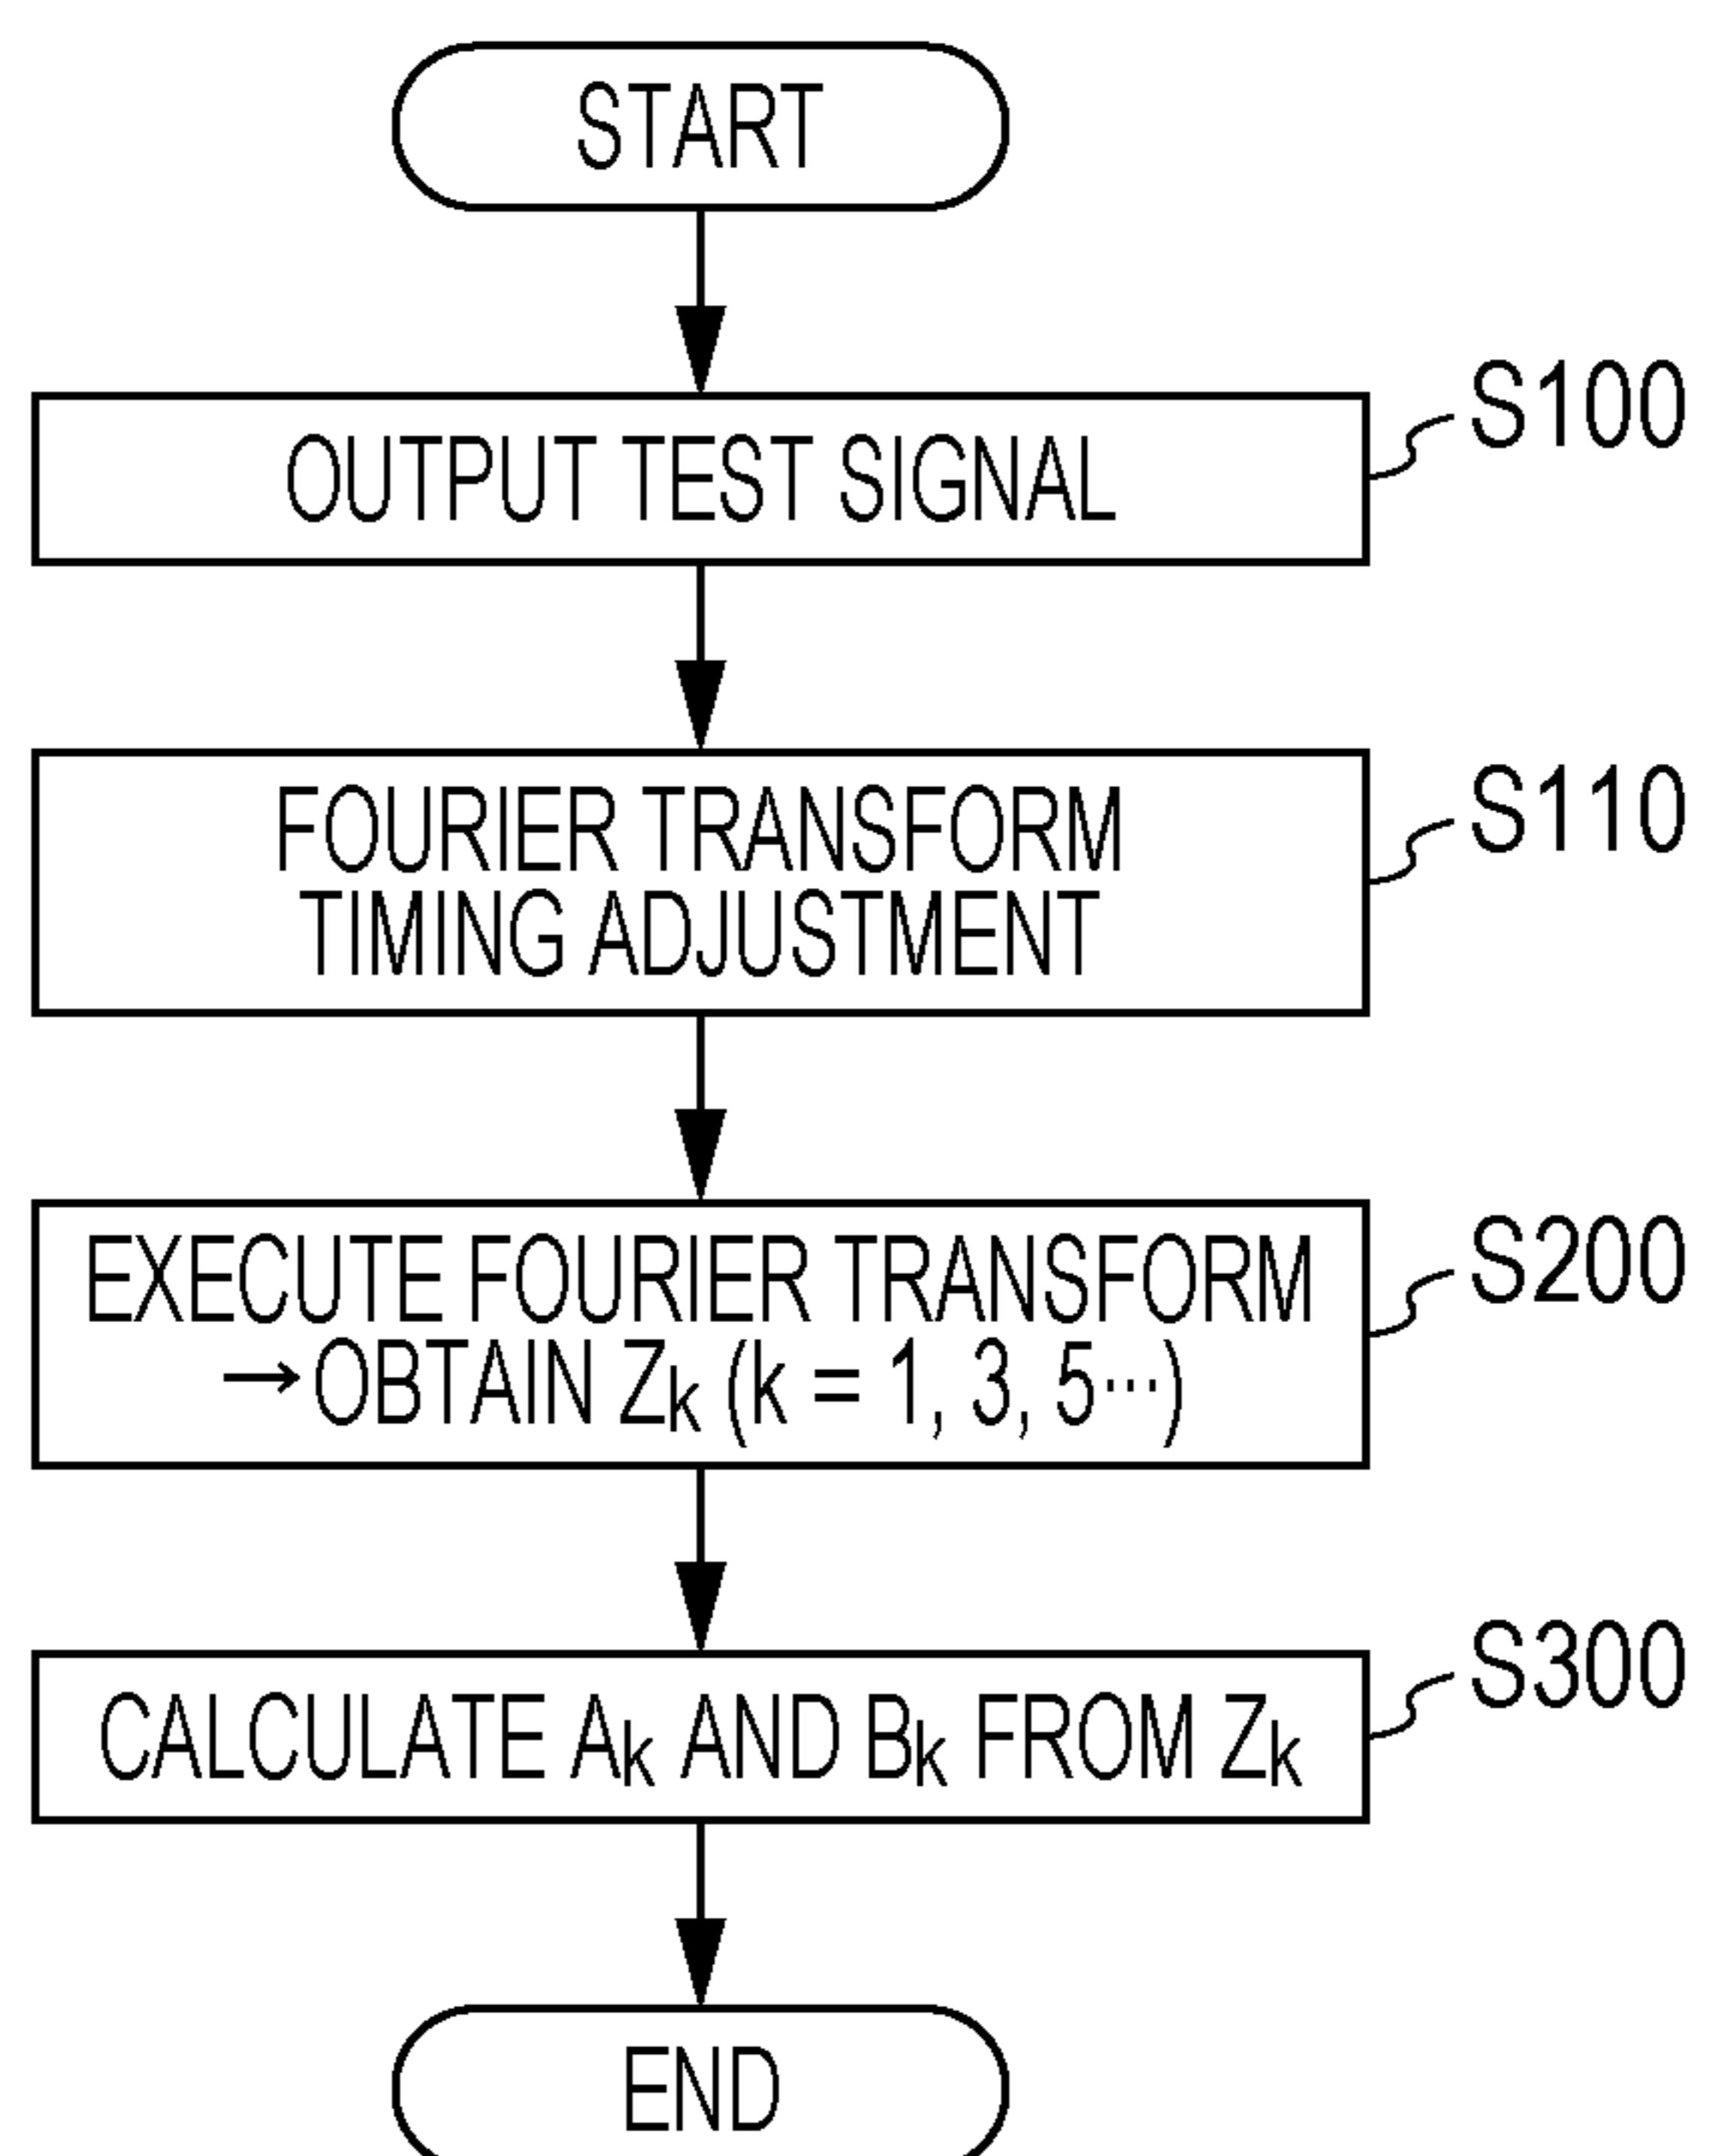 START
OUTPUT TEST SIGNAL
S100
FOURIER TRANSFORM
TIMING ADJUSTMENT
S110
EXECUTE FOURIER TRANSFORM
→OBTAIN Zk (k = 1, 3, 5···)
S200
CALCULATE Ak AND Bk FROM Zk
S300
END